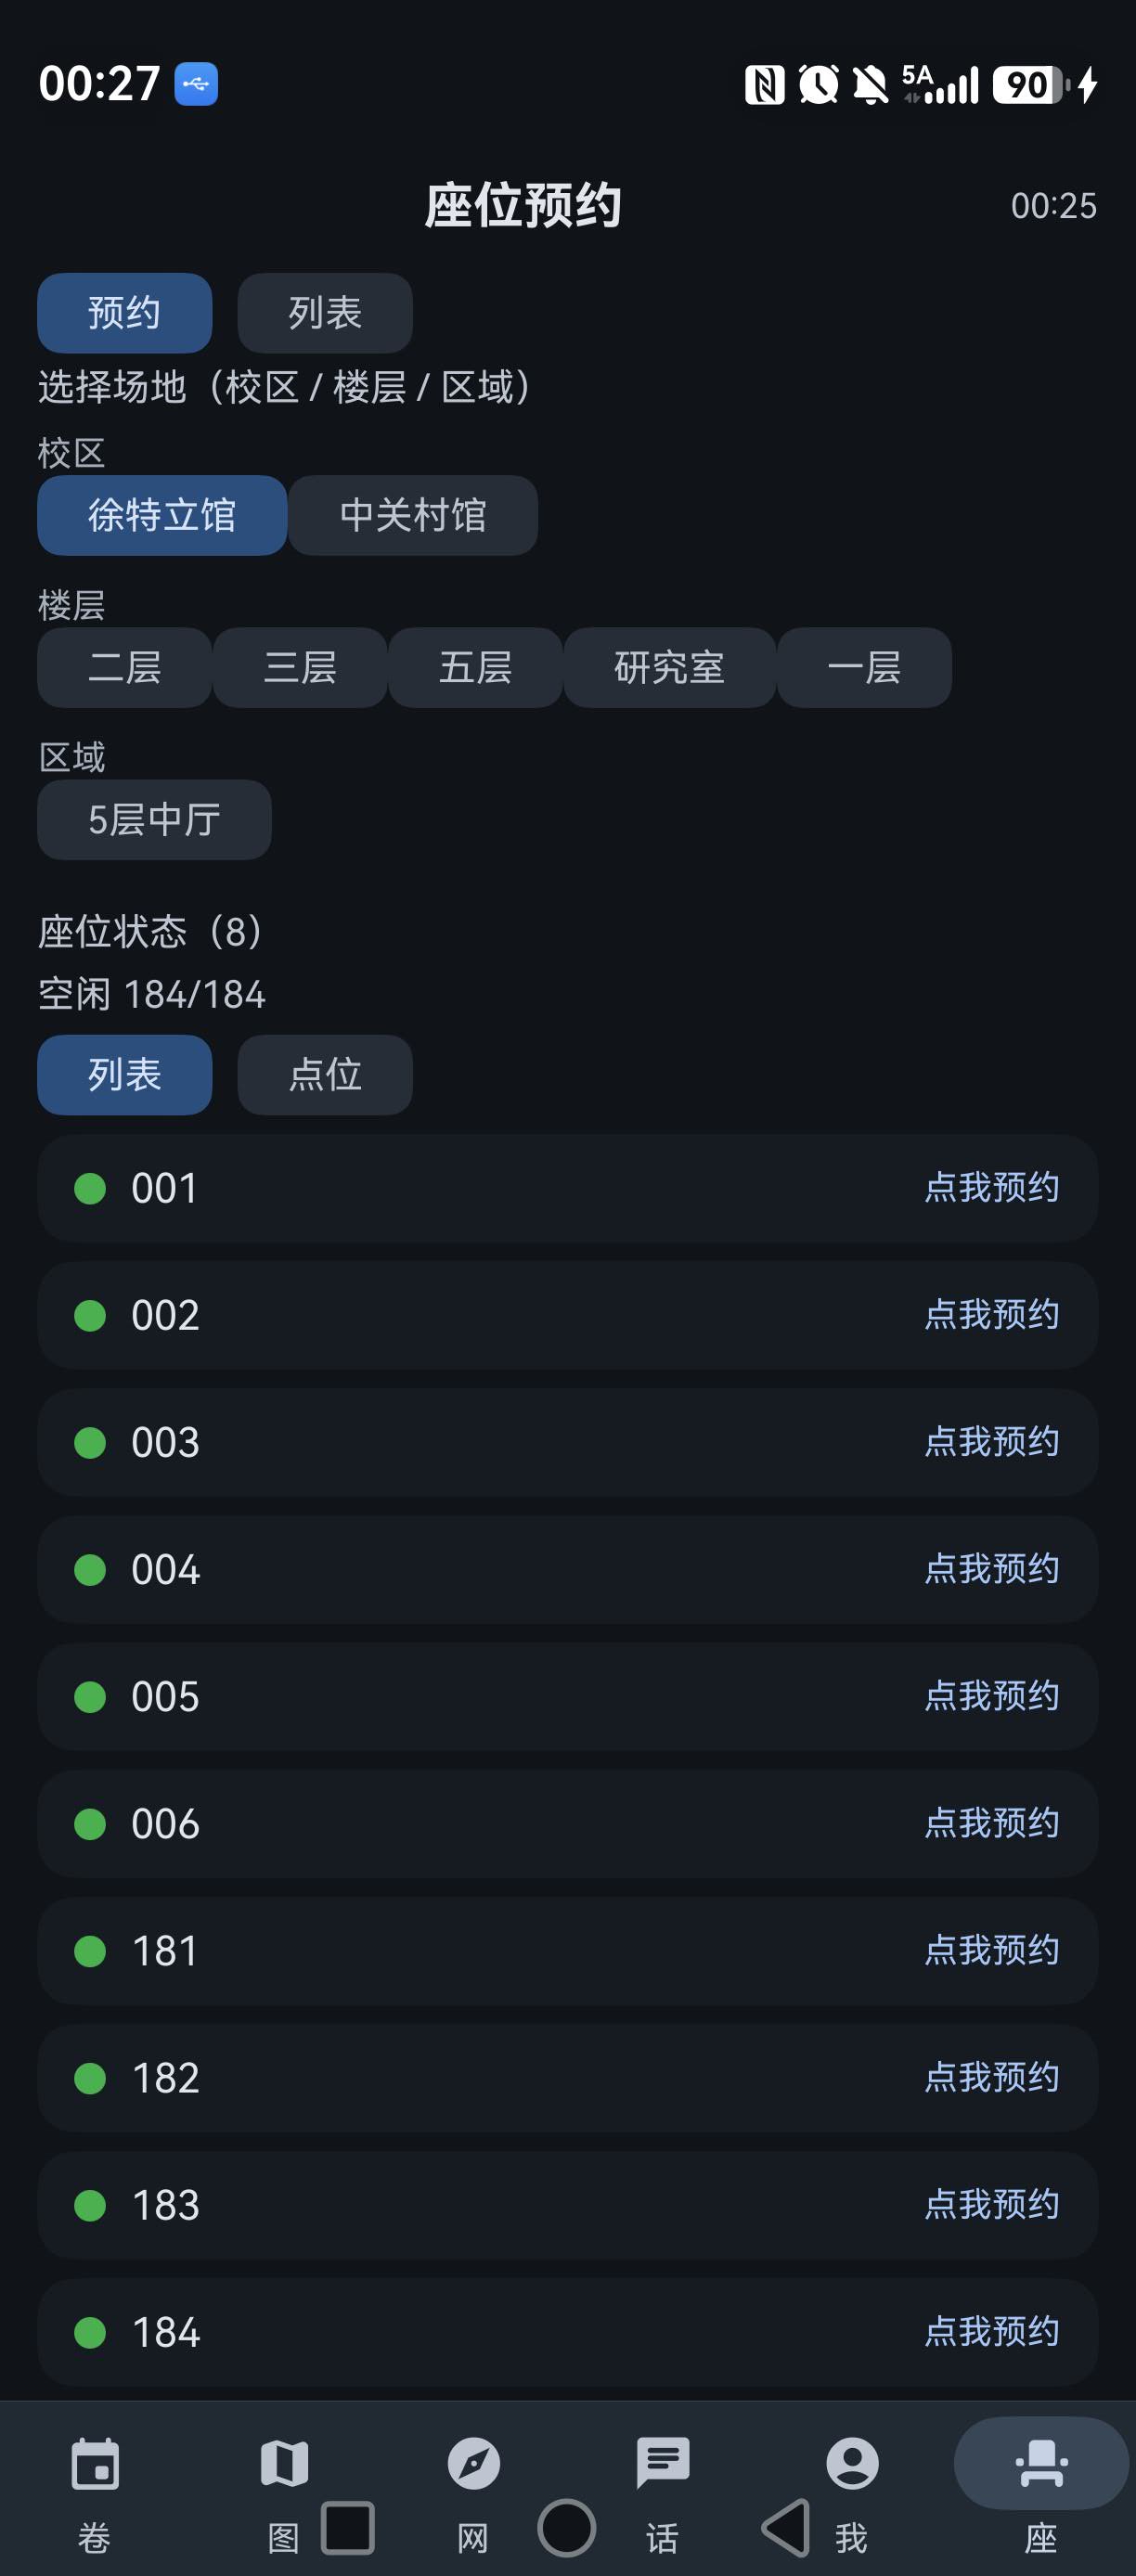 00:27 5A 90
座位预约 00:25
预约 列表
选择场地（校区 / 楼层 / 区域）
校区
徐特立馆 中关村馆
楼层
二层 三层 五层 研究室 一层
区域
5层中厅
座位状态（8）
空闲 184/184
列表 点位
001 点我预约
002 点我预约
003 点我预约
004 点我预约
005 点我预约
006 点我预约
181 点我预约
182 点我预约
183 点我预约
184 点我预约
卷 图 网 话 我 座